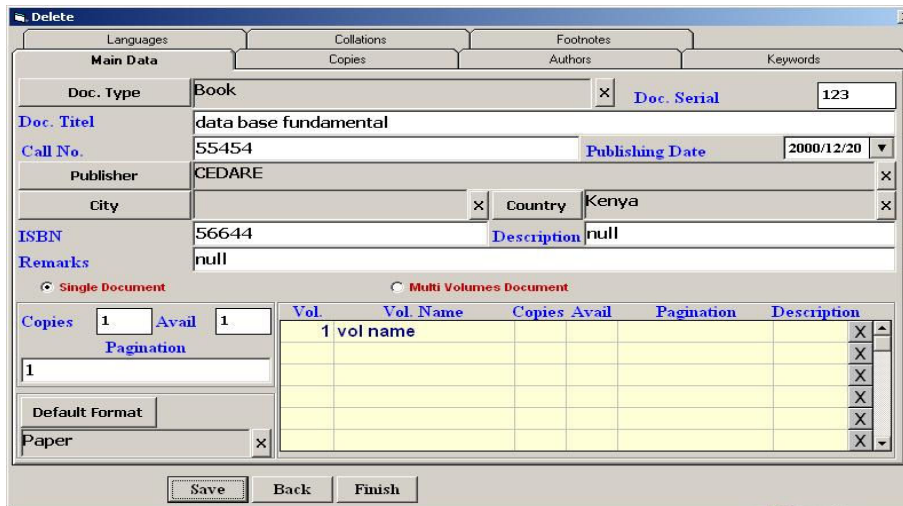 Delete
Languages Collations Footnotes
Main Data Copies Authors Keywords
Doc. Type Book x Doc. Serial 123
Doc. Titel data base fundamental
Call No. 55454 Publishing Date 2000/12/20
Publisher CEDARE x
City x Country Kenya x
ISBN 56644 Description null
Remarks null
Single Document Multi Volumes Document
Copies 1 Avail 1
Pagination
1
Default Format
Paper x
Vol. Vol. Name Copies Avail Pagination Description
1 vol name X
X
X
X
X
X
Save Back Finish